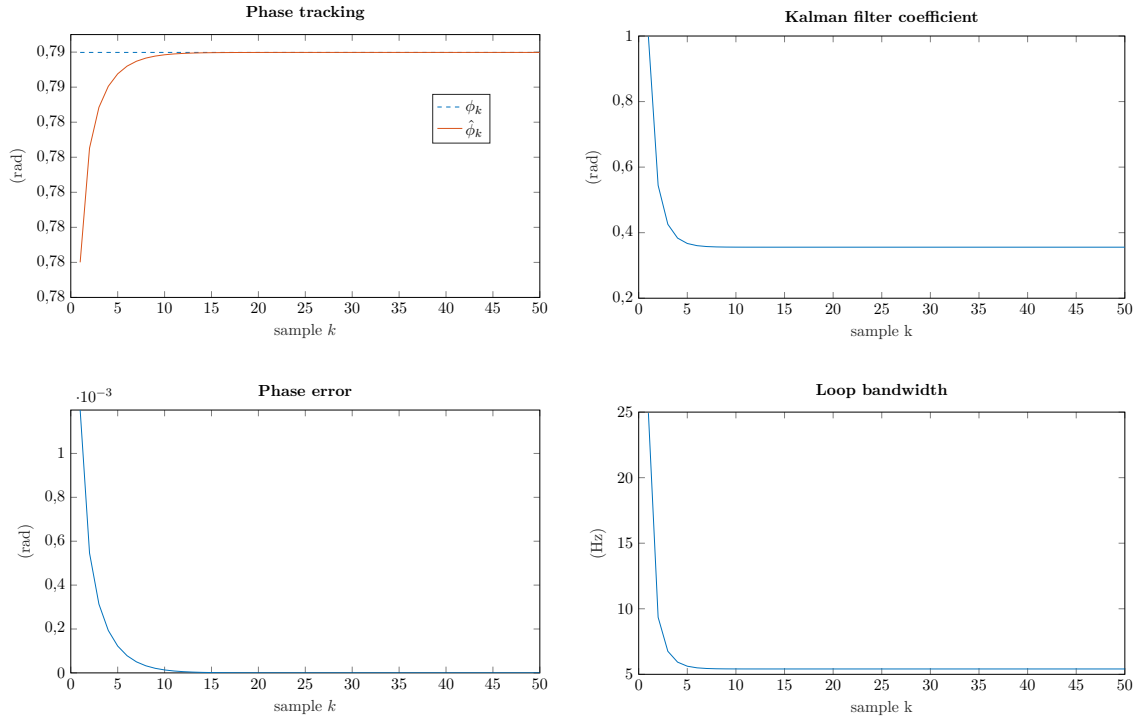 Phase tracking
0,79
0,79
0,78
0,78
0,78
0,78
0,78
0,78
(rad)
ϕ_k
ϕ̂_k
0 5 10 15 20 25 30 35 40 45 50
sample k
Kalman filter coefficient
1
0,8
0,6
0,4
0,2
(rad)
0 5 10 15 20 25 30 35 40 45 50
sample k
Phase error
·10⁻³
1
0,8
0,6
0,4
0,2
0
(rad)
0 5 10 15 20 25 30 35 40 45 50
sample k
Loop bandwidth
25
20
15
10
5
(Hz)
0 5 10 15 20 25 30 35 40 45 50
sample k